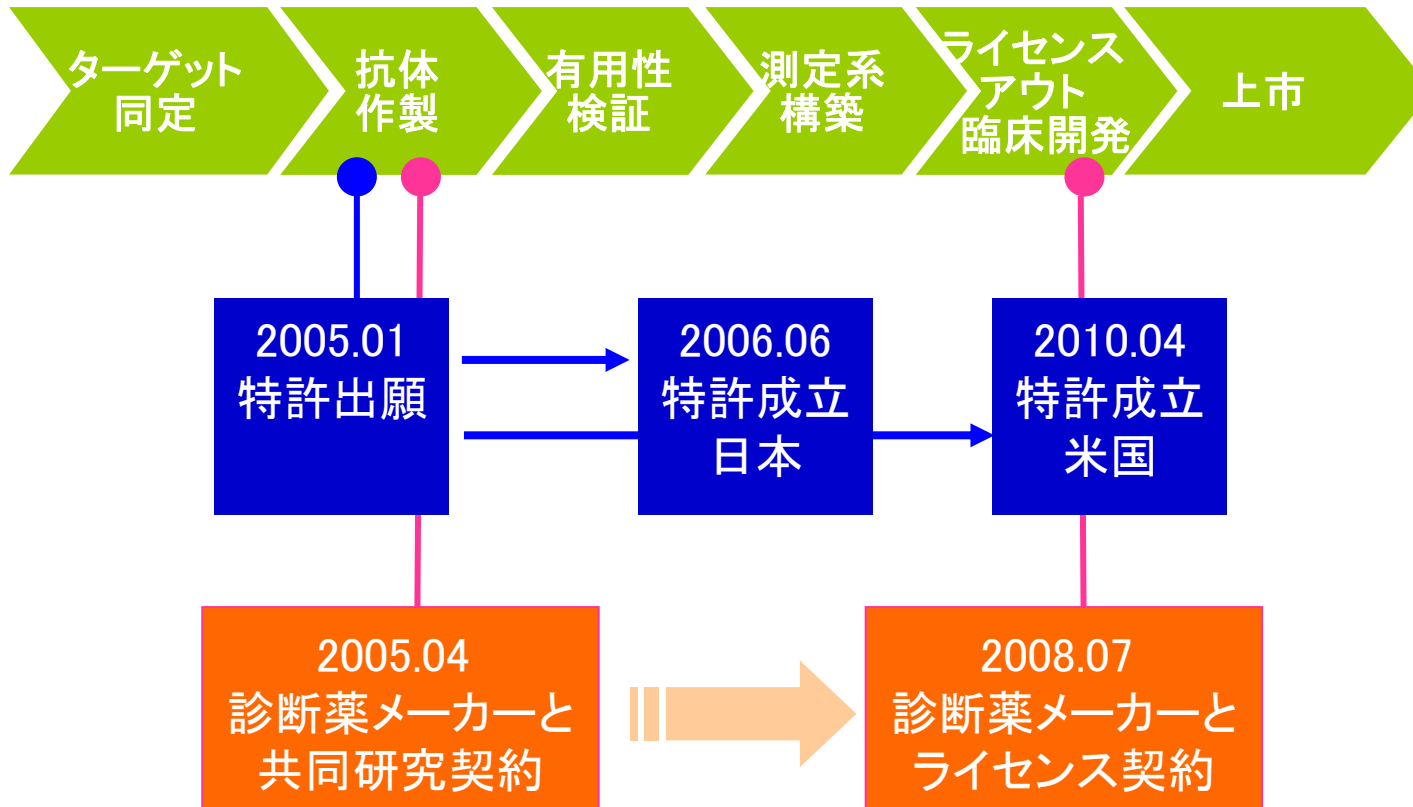 ターゲット
同定
抗体
作製
有用性
検証
測定系
構築
ライセンス
アウト
臨床開発
上市
2005.01
特許出願
2006.06
特許成立
日本
2010.04
特許成立
米国
2005.04
診断薬メーカーと
共同研究契約
2008.07
診断薬メーカーと
ライセンス契約